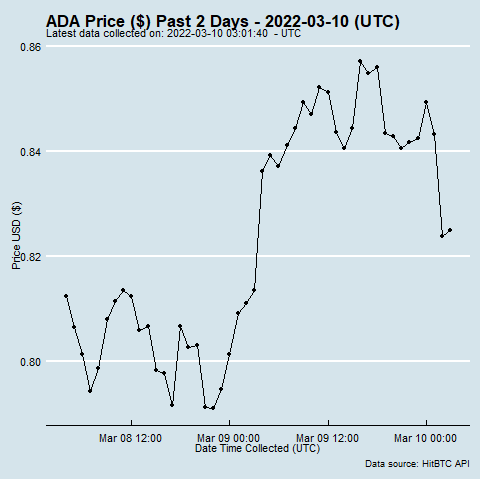 ADA Price ($) Past 2 Days - 2022-03-10 (UTC)
Latest data collected on: 2022-03-10 03:01:40 - UTC
0.86
0.84
0.82
0.80
Price USD ($)
Mar 08 12:00
Mar 09 00:00
Mar 09 12:00
Mar 10 00:00
Date Time Collected (UTC)
Data source: HitBTC API